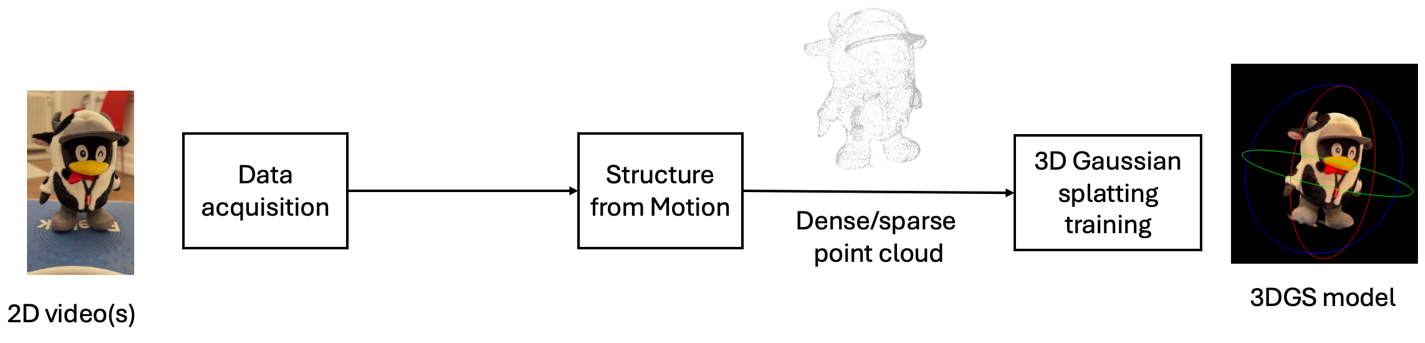 2D video(s)
Data
acquisition
Structure
from Motion
Dense/sparse
point cloud
3D Gaussian
splatting
training
3DGS model